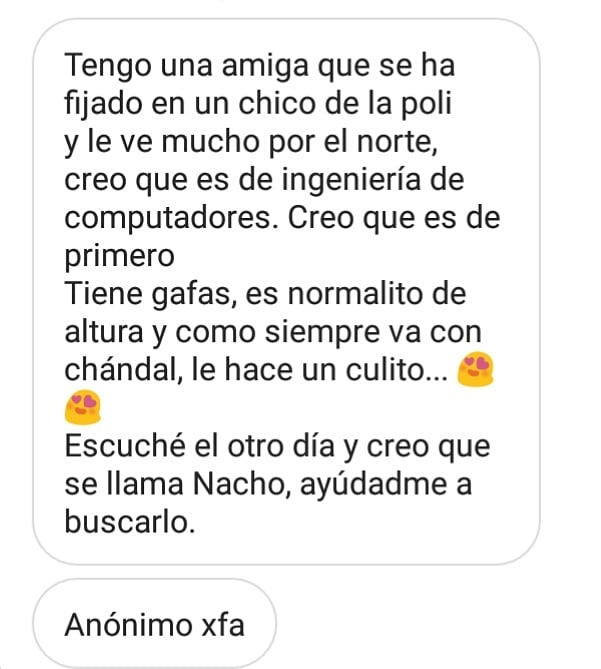 Tengo una amiga que se ha
fijado en un chico de la poli
y le ve mucho por el norte,
creo que es de ingeniería de
computadores. Creo que es de
primero
Tiene gafas, es normalito de
altura y como siempre va con
chándal, le hace un culito... 😍
😍
Escuché el otro día y creo que
se llama Nacho, ayúdadme a
buscarlo.
Anónimo xfa